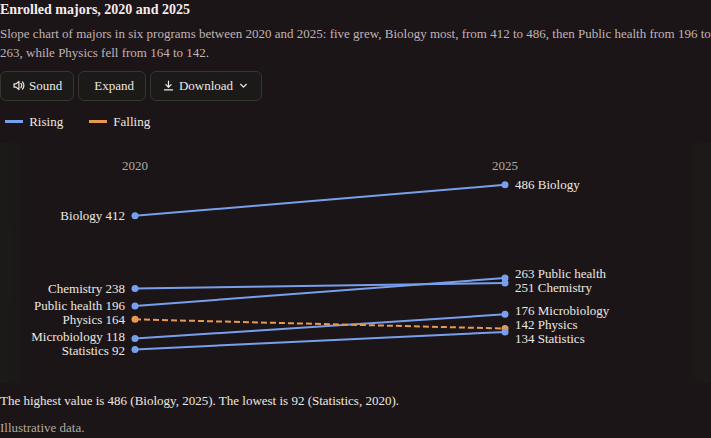 Enrolled majors, 2020 and 2025
Slope chart of majors in six programs between 2020 and 2025: five grew, Biology most, from 412 to 486, then Public health from 196 to
263, while Physics fell from 164 to 142.
Sound Expand Download
Rising Falling
2020 2025
486 Biology
Biology 412
263 Public health
Chemistry 238 251 Chemistry
Public health 196 176 Microbiology
Physics 164 142 Physics
Microbiology 118 134 Statistics
Statistics 92
The highest value is 486 (Biology, 2025). The lowest is 92 (Statistics, 2020).
Illustrative data.